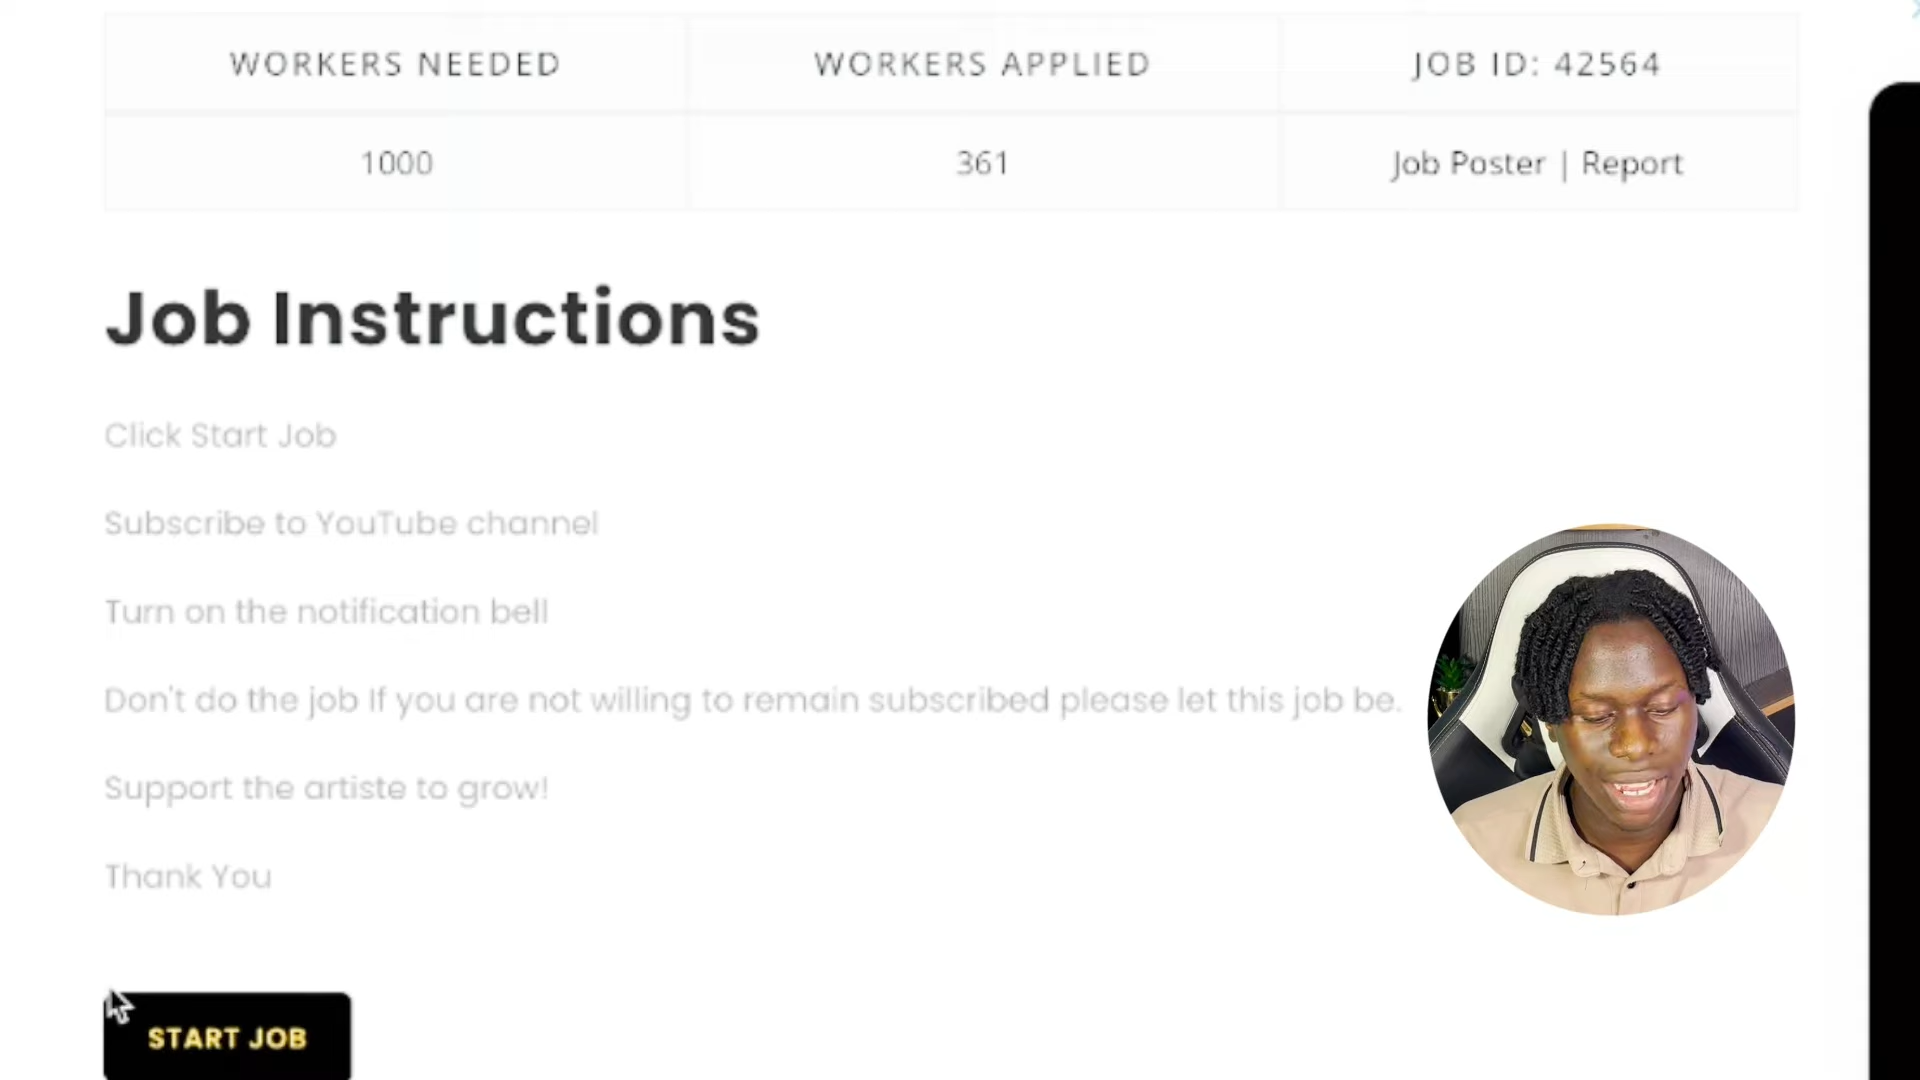 WORKERS NEEDED WORKERS APPLIED JOB ID: 42564
1000 361 Job Poster | Report
Job Instructions
Click Start Job
Subscribe to YouTube channel
Turn on the notification bell
Don't do the job If you are not willing to remain subscribed please let this job be.
Support the artiste to grow!
Thank You
START JOB